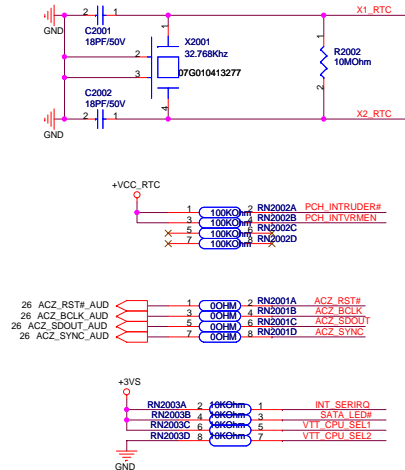 2 1 X1_RTC
GND C2001
18PF/50V
1
X2001
32.768Khz
2
3
07G010413277
4
1
R2002
10MOhm
2
C2002
18PF/50V
2 1 X2_RTC
GND
+VCC_RTC
1 100KOhm 2 RN2002A PCH_INTRUDER#
3 100KOhm 4 RN2002B PCH_INTVRMEN
5 100KOhm 6 RN2002C
7 100KOhm 8 RN2002D
26 ACZ_RST#_AUD 1 0OHM 2 RN2001A ACZ_RST#
26 ACZ_BCLK_AUD 3 0OHM 4 RN2001B ACZ_BCLK
26 ACZ_SDOUT_AUD 5 0OHM 6 RN2001C ACZ_SDOUT
26 ACZ_SYNC_AUD 7 0OHM 8 RN2001D ACZ_SYNC
+3VS
RN2003A 2 10KOhm 1 INT_SERIRQ
RN2003B 4 10KOhm 3 SATA_LED#
RN2003C 6 10KOhm 5 VTT_CPU_SEL1
RN2003D 8 10KOhm 7 VTT_CPU_SEL2
GND